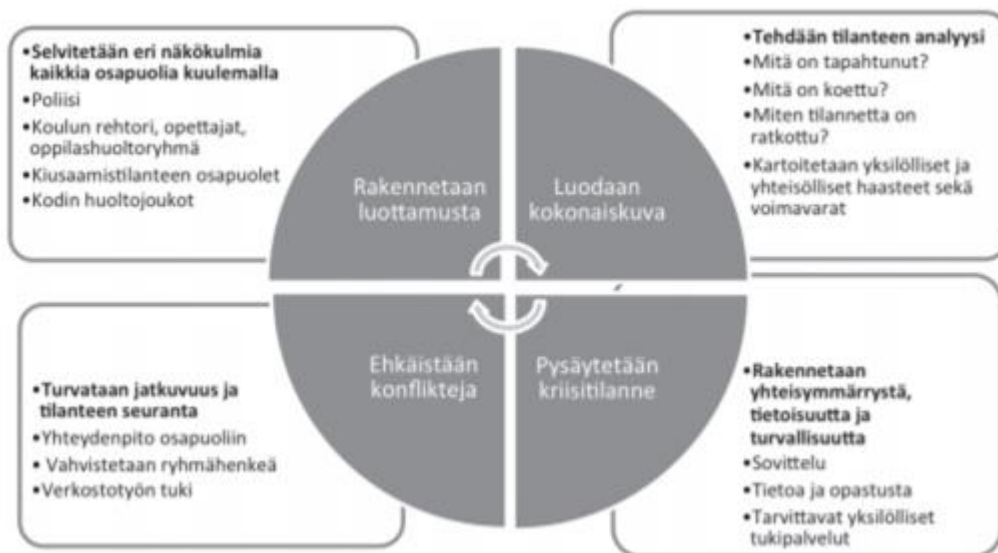 •Selvitetään eri näkökulmia
kaikkia osapuolia kuulemalla
•Poliisi
•Koulun rehtori, opettajat,
oppilashuoltoryhmä
•Kiusaamistilanteen osapuolet
•Kodin huoltojoukot
Rakennetaan
luottamusta
Luodaan
kokonaiskuva
•Tehdään tilanteen analyysi
•Mitä on tapahtunut?
•Mitä on koettu?
•Miten tilannetta on
ratkottu?
•Kartoitetaan yksilölliset ja
yhteisölliset haasteet sekä
voimavarat
•Turvataan jatkuvuus ja
tilanteen seuranta
•Yhteydenpito osapuoliin
• Vahvistetaan ryhmähenkeä
•Verkostotyön tuki
Ehkäistään
konflikteja
Pysäytetään
kriisitilanne
•Rakennetaan
yhteisymmärrystä,
tietoisuutta ja
turvallisuutta
•Sovittelu
•Tietoa ja opastusta
•Tarvittavat yksilölliset
tukipalvelut